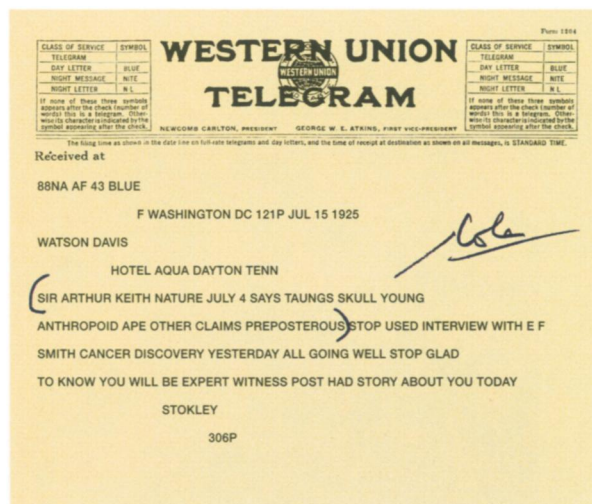 Form 1204
CLASS OF SERVICE SYMBOL
TELEGRAM
DAY LETTER BLUE
NIGHT MESSAGE NITE
NIGHT LETTER N L
If none of these three symbols
appears after the check (number of
words) this is a telegram. Other-
wise its character is indicated by the
symbol appearing after the check.
WESTERN UNION
WESTERN UNION
TELEGRAM
NEWCOMB CARLTON, PRESIDENT GEORGE W. E. ATKINS, FIRST VICE-PRESIDENT
CLASS OF SERVICE SYMBOL
TELEGRAM
DAY LETTER BLUE
NIGHT MESSAGE NITE
NIGHT LETTER N L
If none of these three symbols
appears after the check (number of
words) this is a telegram. Other-
wise its character is indicated by the
symbol appearing after the check.
The filing time as shown in the date line on full-rate telegrams and day letters, and the time of receipt at destination as shown on all messages, is STANDARD TIME.
Received at
88NA AF 43 BLUE
F WASHINGTON DC 121P JUL 15 1925
WATSON DAVIS
HOTEL AQUA DAYTON TENN
(SIR ARTHUR KEITH NATURE JULY 4 SAYS TAUNGS SKULL YOUNG
ANTHROPOID APE OTHER CLAIMS PREPOSTEROUS) STOP USED INTERVIEW WITH E F
SMITH CANCER DISCOVERY YESTERDAY ALL GOING WELL STOP GLAD
TO KNOW YOU WILL BE EXPERT WITNESS POST HAD STORY ABOUT YOU TODAY
STOKLEY
306P